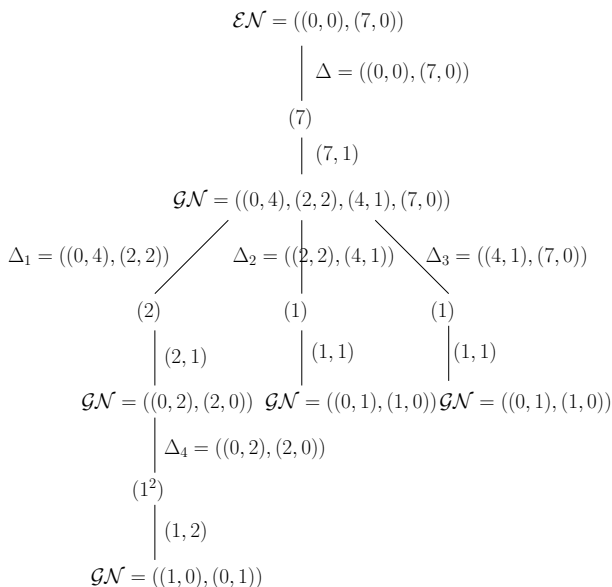 𝓔𝓝 = ((0, 0), (7, 0))
Δ = ((0, 0), (7, 0))
(7)
(7, 1)
𝓖𝓝 = ((0, 4), (2, 2), (4, 1), (7, 0))
Δ₁ = ((0, 4), (2, 2)) Δ₂ = ((2, 2), (4, 1)) Δ₃ = ((4, 1), (7, 0))
(2) (1) (1)
(2, 1) (1, 1) (1, 1)
𝓖𝓝 = ((0, 2), (2, 0)) 𝓖𝓝 = ((0, 1), (1, 0)) 𝓖𝓝 = ((0, 1), (1, 0))
Δ₄ = ((0, 2), (2, 0))
(1²)
(1, 2)
𝓖𝓝 = ((1, 0), (0, 1))